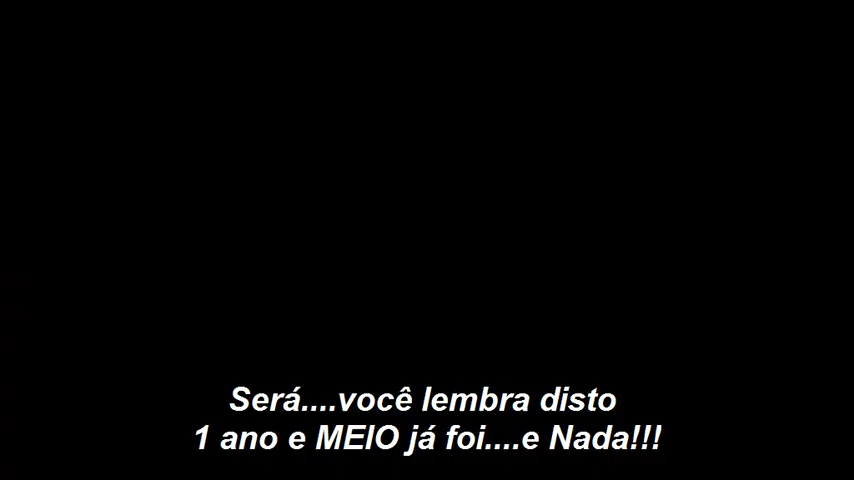 Será....você lembra disto
1 ano e MEIO já foi....e Nada!!!